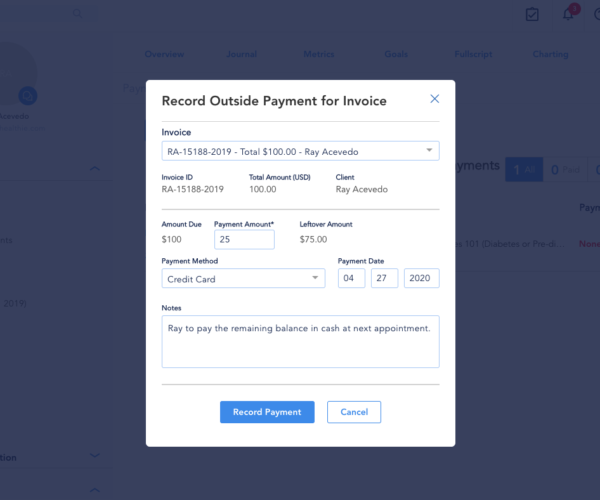 3
Overview Journal Metrics Goals Fullscript Charting
Acevedo
Record Outside Payment for Invoice
Invoice
RA-15188-2019 - Total $100.00 - Ray Acevedo
Invoice ID Total Amount (USD) Client
RA-15188-2019 100.00 Ray Acevedo
Amount Due Payment Amount* Leftover Amount
$100 25 $75.00
Payment Method Payment Date
Credit Card 04 27 2020
Notes
Ray to pay the remaining balance in cash at next appointment.
Record Payment Cancel
yments 1 All 0 Paid 0
Paym
s 101 (Diabetes or Pre-di... None
2019)